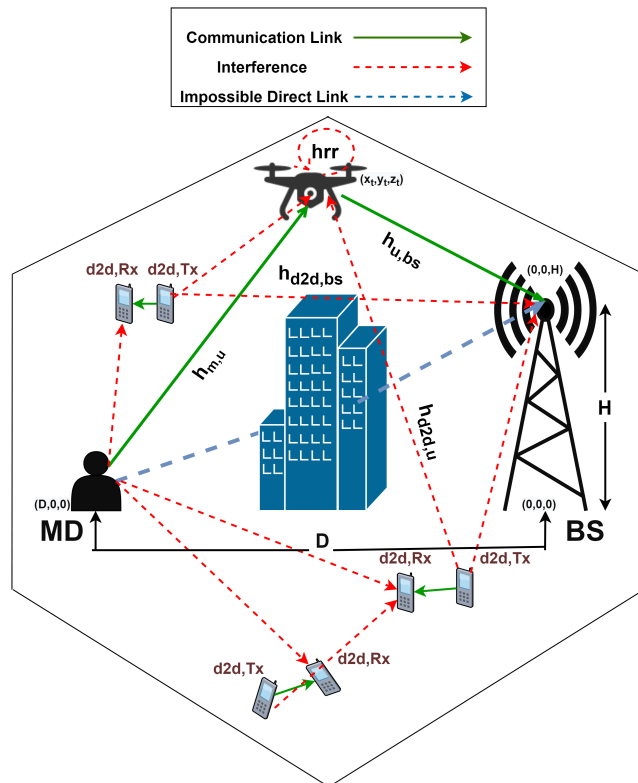 Communication Link
Interference
Impossible Direct Link
hrr
(xt,yt,zt)
hu,bs
d2d,Rx
d2d,Tx
hd2d,bs
(0,0,H)
hm,u
hd2d,u
H
(D,0,0)
(0,0,0)
MD
BS
D
d2d,Rx
d2d,Tx
d2d,Tx
d2d,Rx